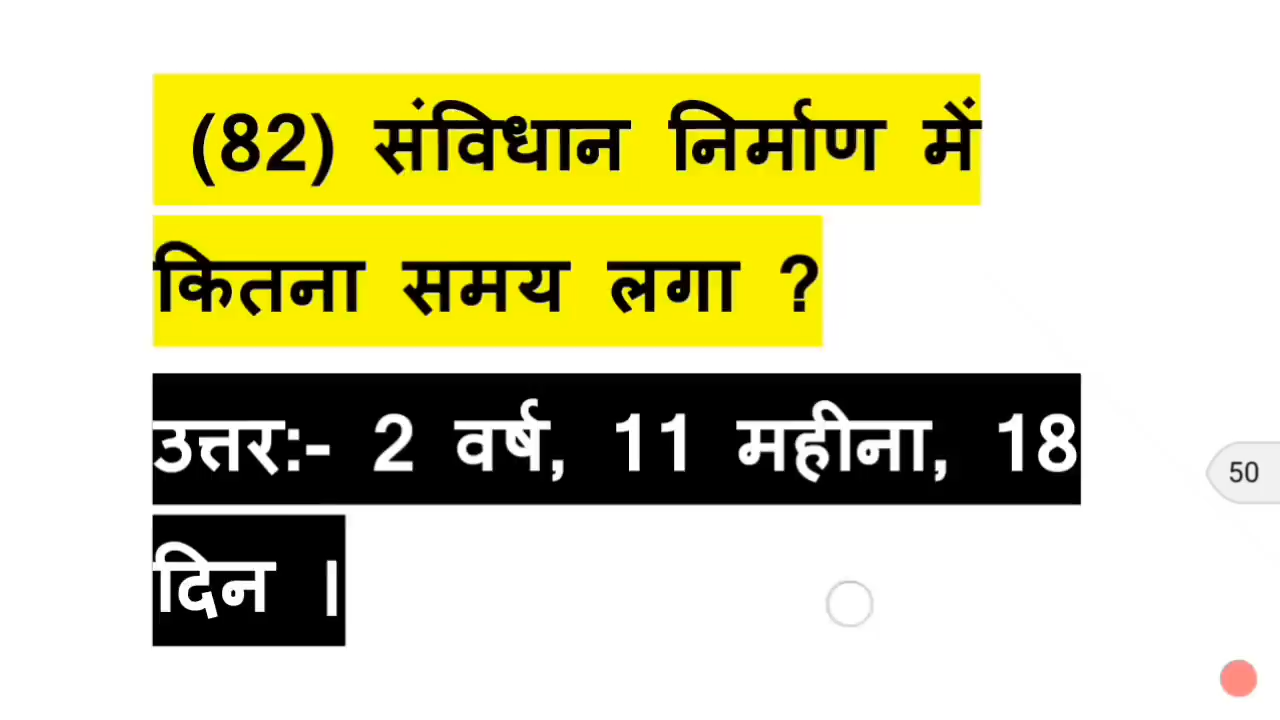 (82) संविधान निर्माण में
कितना समय लगा ?
उत्तर:- 2 वर्ष, 11 महीना, 18
दिन ।
50